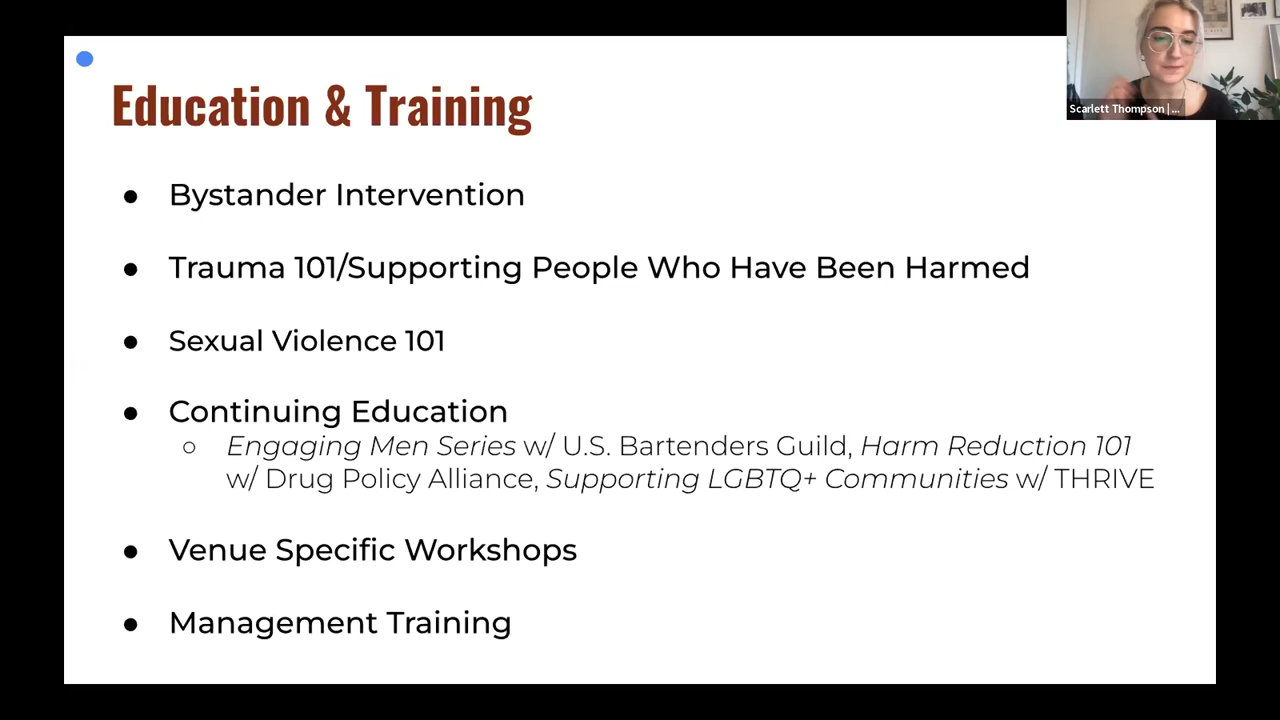 Education & Training
Scarlett Thompson | ...
● Bystander Intervention
● Trauma 101/Supporting People Who Have Been Harmed
● Sexual Violence 101
● Continuing Education
○ Engaging Men Series w/ U.S. Bartenders Guild, Harm Reduction 101
w/ Drug Policy Alliance, Supporting LGBTQ+ Communities w/ THRIVE
● Venue Specific Workshops
● Management Training